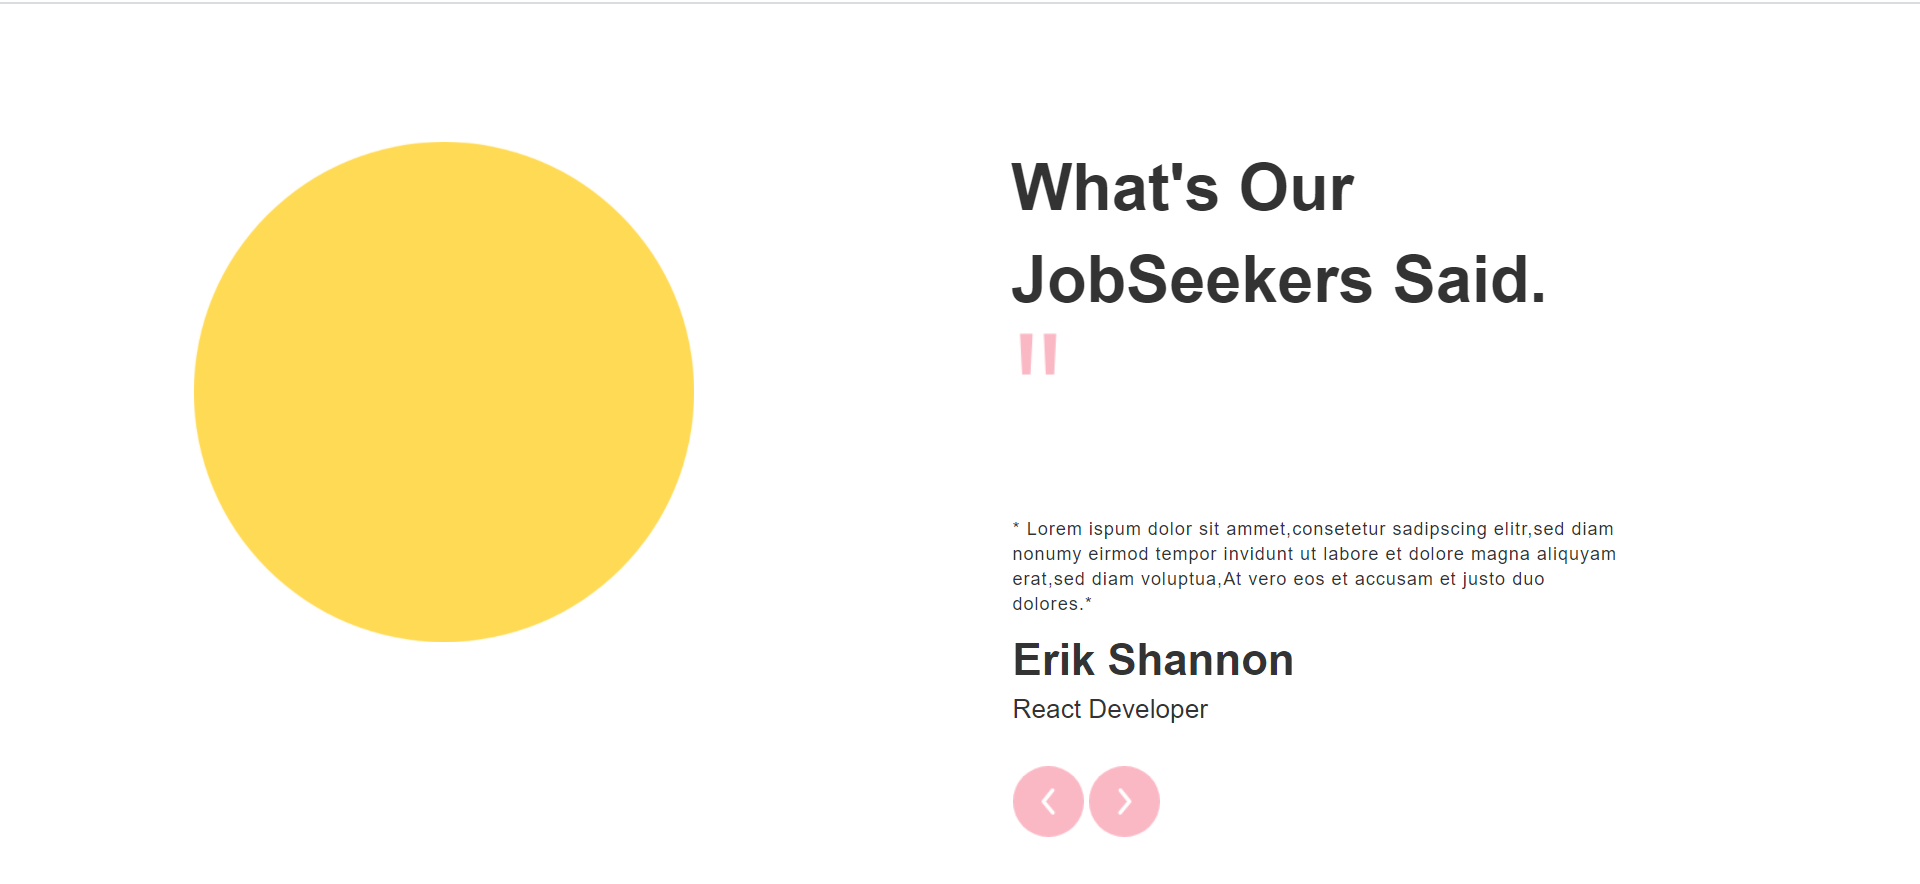 What's Our
JobSeekers Said.
"
* Lorem ispum dolor sit ammet,consetetur sadipscing elitr,sed diam
nonumy eirmod tempor invidunt ut labore et dolore magna aliquyam
erat,sed diam voluptua,At vero eos et accusam et justo duo
dolores.*
Erik Shannon
React Developer